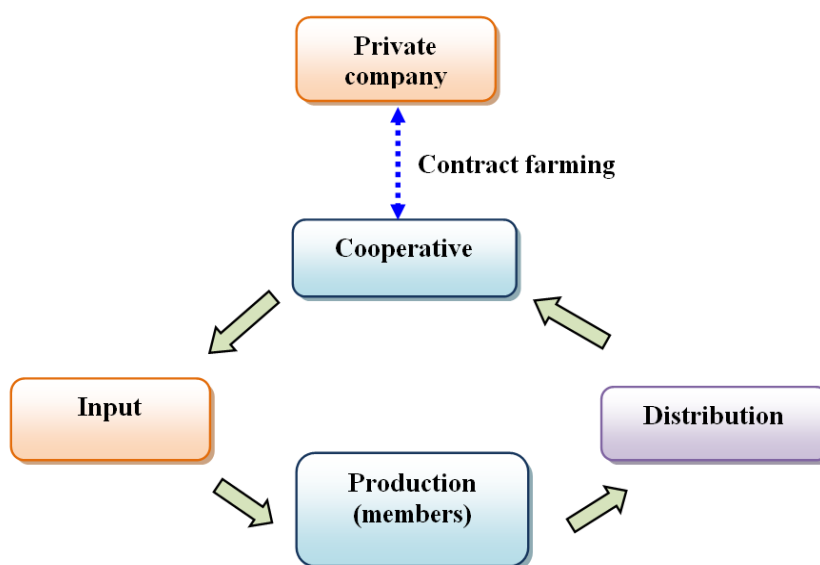 Private
company
Contract farming
Cooperative
Input
Distribution
Production
(members)